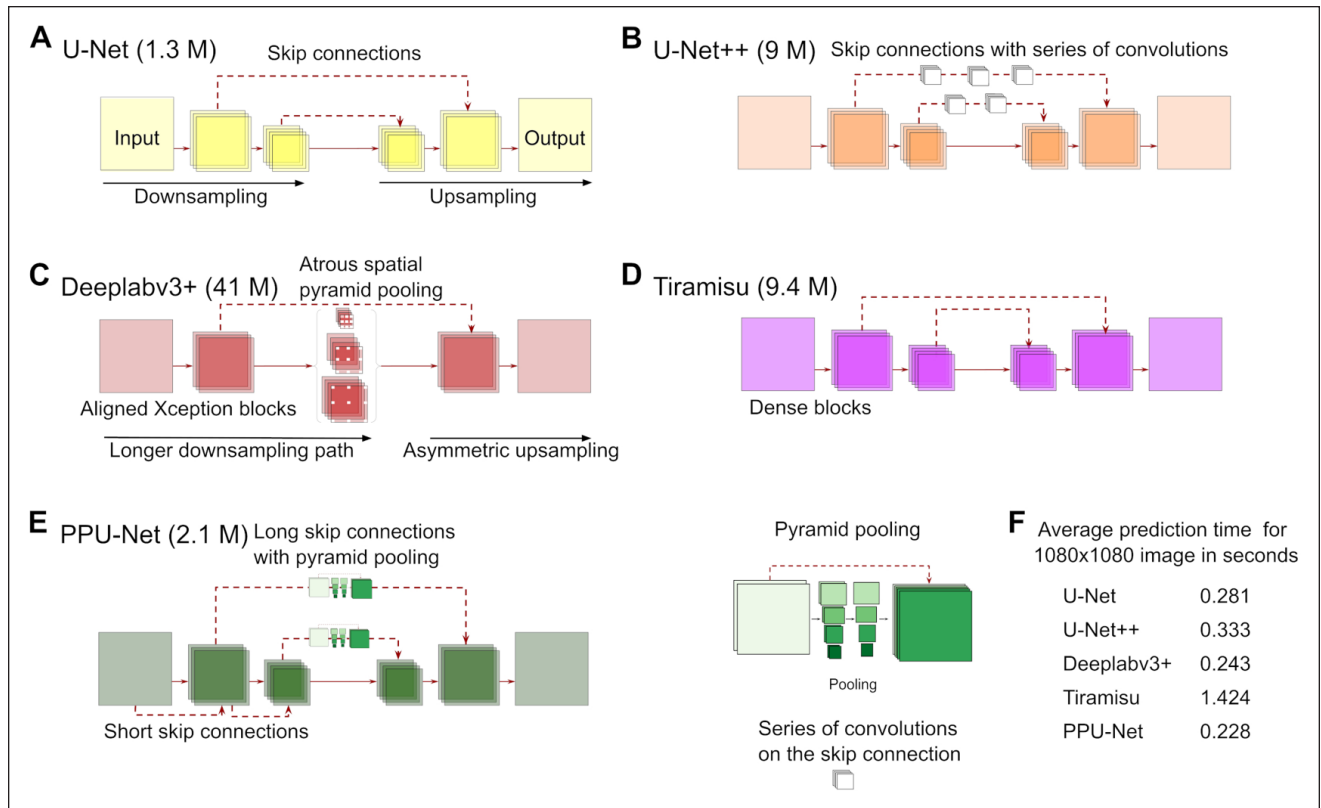 A
U-Net (1.3 M)
Skip connections
Input
Output
Downsampling
Upsampling
B
U-Net++ (9 M)
Skip connections with series of convolutions
C
Deeplabv3+ (41 M)
Atrous spatial
pyramid pooling
Aligned Xception blocks
Longer downsampling path
Asymmetric upsampling
D
Tiramisu (9.4 M)
Dense blocks
E
PPU-Net (2.1 M)
Long skip connections
with pyramid pooling
Short skip connections
Pyramid pooling
Pooling
Series of convolutions
on the skip connection
F
Average prediction time for
1080x1080 image in seconds
U-Net 0.281
U-Net++ 0.333
Deeplabv3+ 0.243
Tiramisu 1.424
PPU-Net 0.228